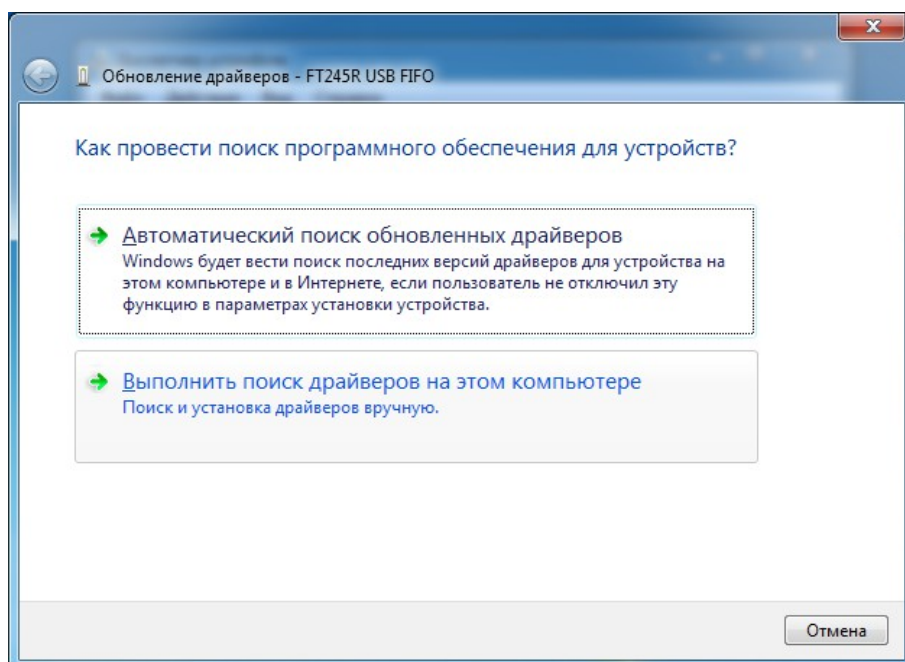 Обновление драйверов - FT245R USB FIFO
Как провести поиск программного обеспечения для устройств?
Автоматический поиск обновленных драйверов
Windows будет вести поиск последних версий драйверов для устройства на
этом компьютере и в Интернете, если пользователь не отключил эту
функцию в параметрах установки устройства.
Выполнить поиск драйверов на этом компьютере
Поиск и установка драйверов вручную.
Отмена